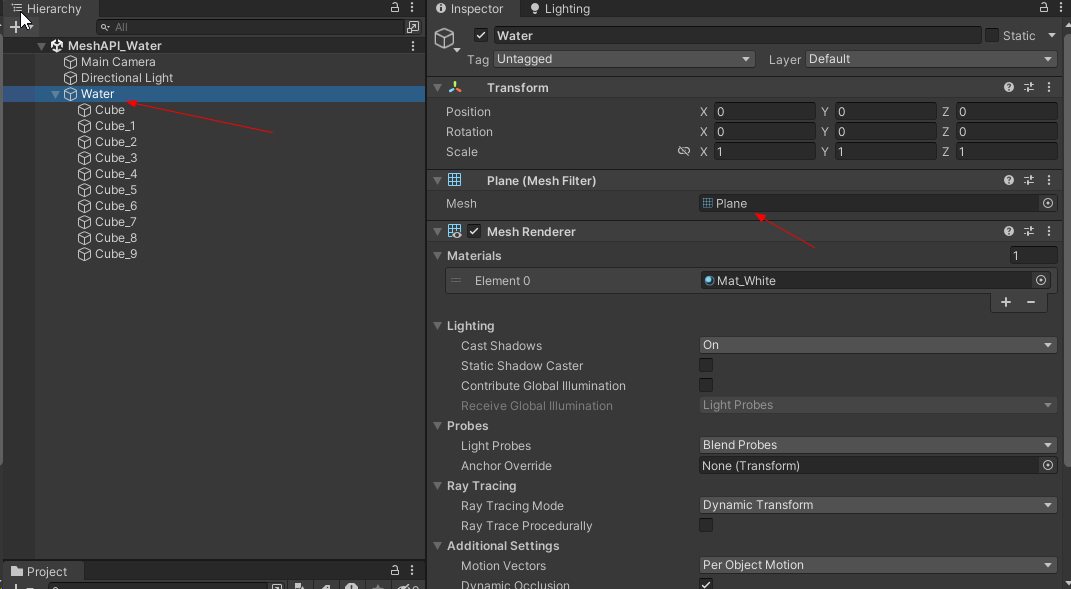 Hierarchy
All
MeshAPI_Water
Main Camera
Directional Light
Water
Cube
Cube_1
Cube_2
Cube_3
Cube_4
Cube_5
Cube_6
Cube_7
Cube_8
Cube_9
Project
Inspector Lighting
Water Static
Tag Untagged Layer Default
Transform
Position X 0 Y 0 Z 0
Rotation X 0 Y 0 Z 0
Scale X 1 Y 1 Z 1
Plane (Mesh Filter)
Mesh Plane
Mesh Renderer
Materials 1
Element 0 Mat_White
Lighting
Cast Shadows On
Static Shadow Caster
Contribute Global Illumination
Receive Global Illumination Light Probes
Probes
Light Probes Blend Probes
Anchor Override None (Transform)
Ray Tracing
Ray Tracing Mode Dynamic Transform
Ray Trace Procedurally
Additional Settings
Motion Vectors Per Object Motion
Dynamic Occlusion